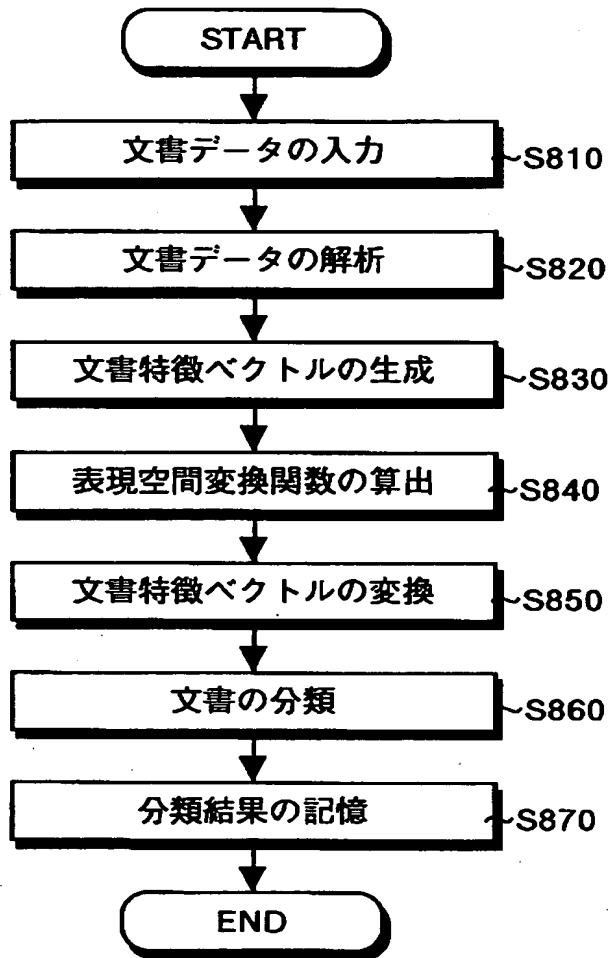 START
文書データの入力 ~S810
文書データの解析 ~S820
文書特徴ベクトルの生成 ~S830
表現空間変換関数の算出 ~S840
文書特徴ベクトルの変換 ~S850
文書の分類 ~S860
分類結果の記憶 ~S870
END